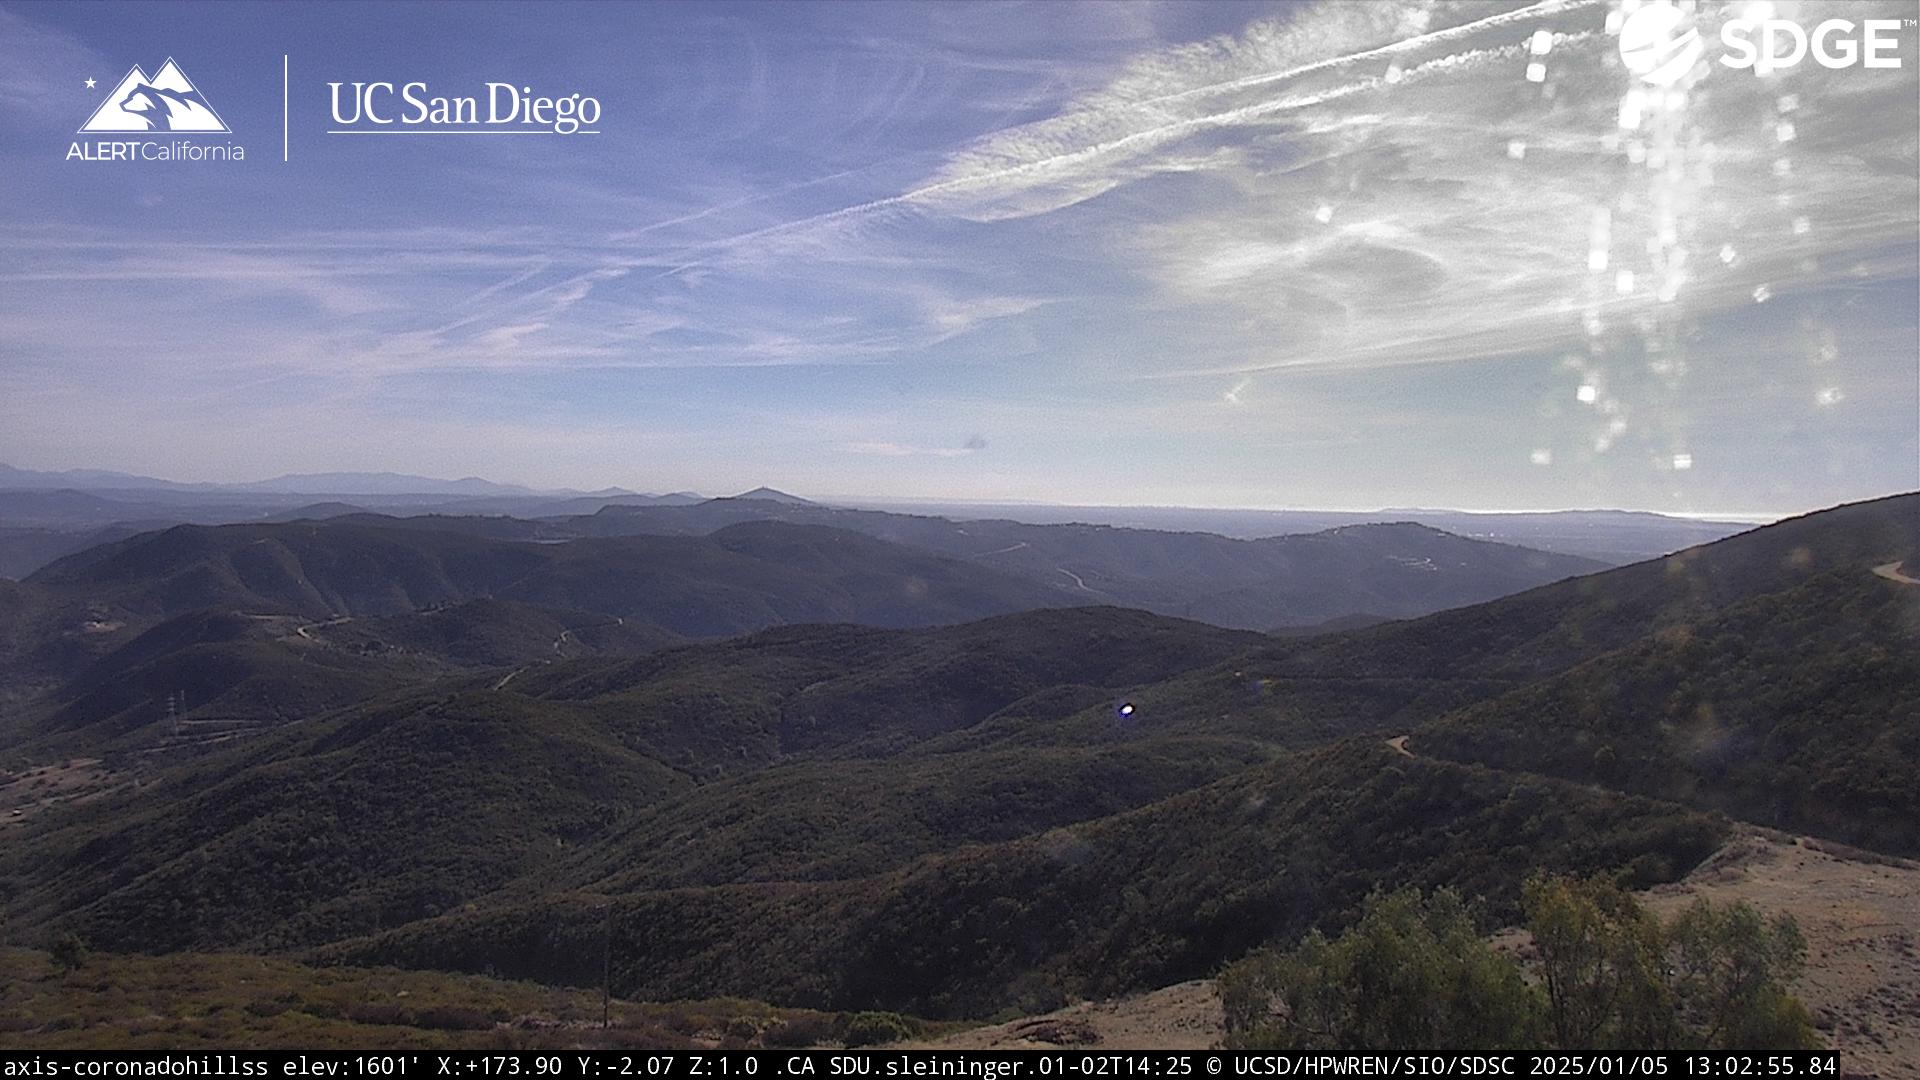 ALERTCalifornia
UC San Diego
SDGE™
axis-coronadohillss elev:1601' X:+173.90 Y:-2.07 Z:1.0 .CA SDU.sleininger.01-02T14:25 © UCSD/HPWREN/SIO/SDSC 2025/01/05 13:02:55.84